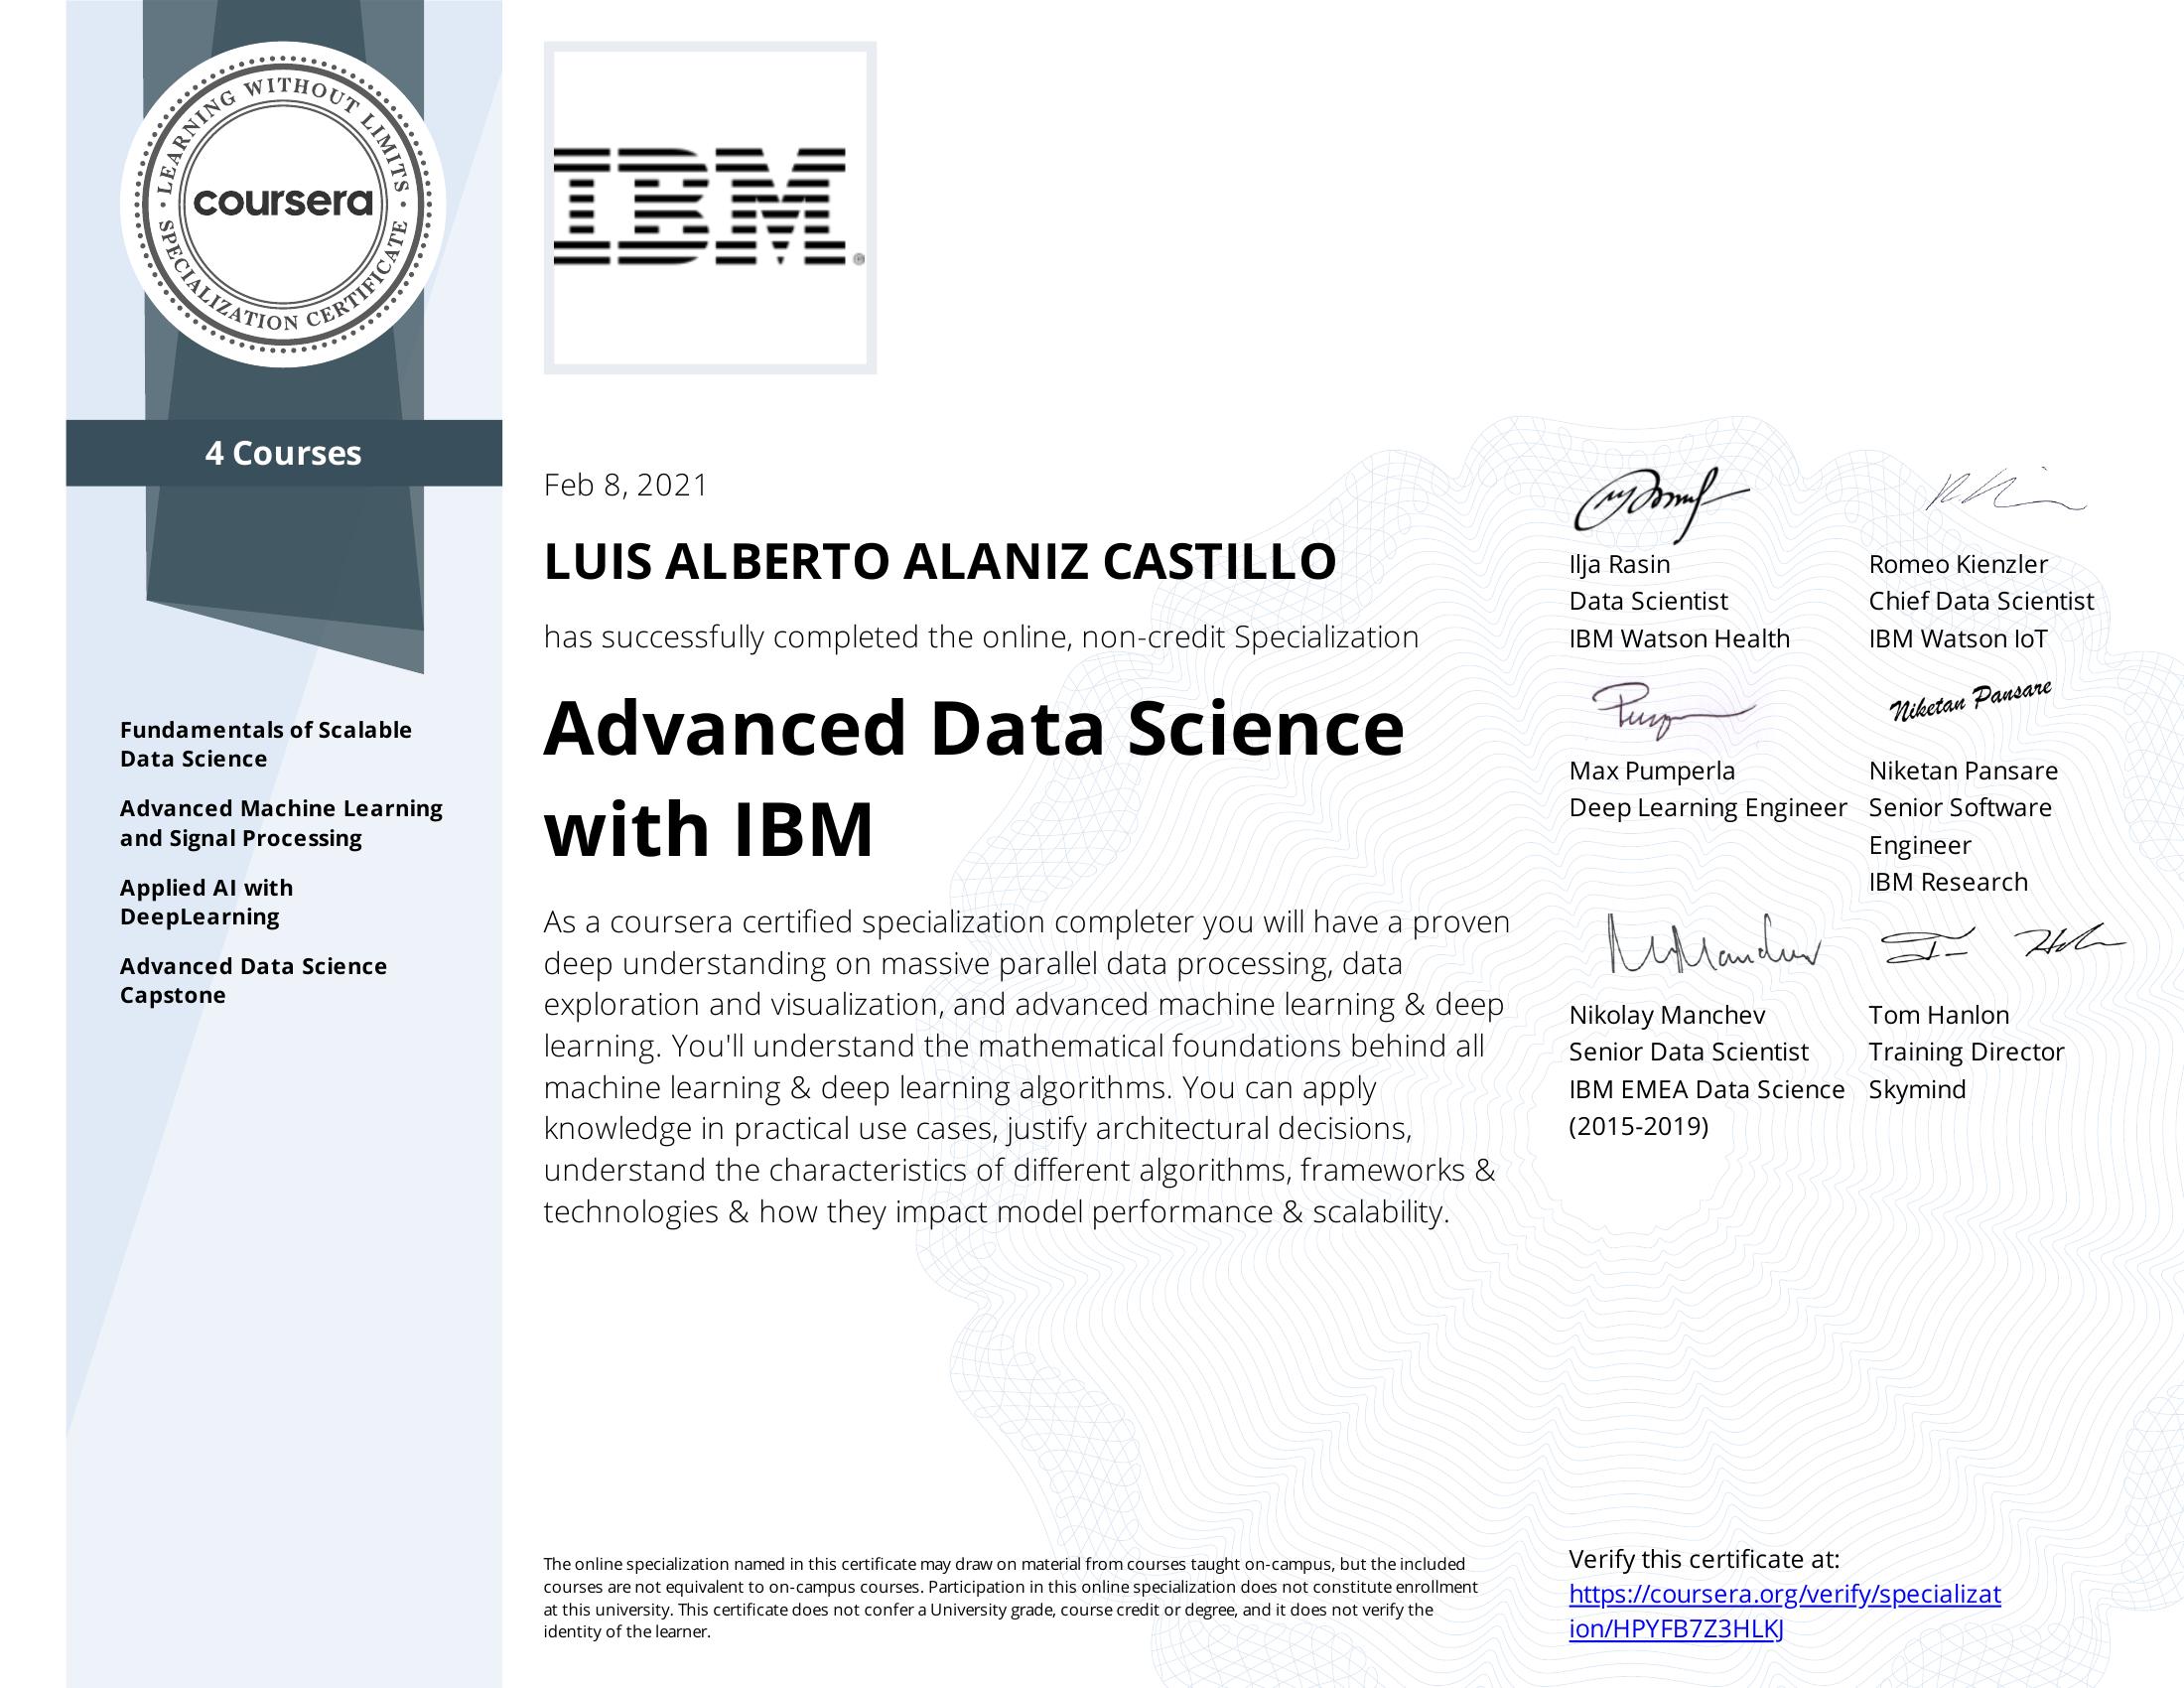 LEARNING WITHOUT LIMITS
coursera
SPECIALIZATION CERTIFICATE
4 Courses
Fundamentals of Scalable
Data Science
Advanced Machine Learning
and Signal Processing
Applied AI with
DeepLearning
Advanced Data Science
Capstone
IBM®
Feb 8, 2021
LUIS ALBERTO ALANIZ CASTILLO
has successfully completed the online, non-credit Specialization
Advanced Data Science
with IBM
As a coursera certified specialization completer you will have a proven
deep understanding on massive parallel data processing, data
exploration and visualization, and advanced machine learning & deep
learning. You'll understand the mathematical foundations behind all
machine learning & deep learning algorithms. You can apply
knowledge in practical use cases, justify architectural decisions,
understand the characteristics of different algorithms, frameworks &
technologies & how they impact model performance & scalability.
Ilja Rasin
Data Scientist
IBM Watson Health
Romeo Kienzler
Chief Data Scientist
IBM Watson IoT
Max Pumperla
Deep Learning Engineer
Niketan Pansare
Niketan Pansare
Senior Software
Engineer
IBM Research
Nikolay Manchev
Senior Data Scientist
IBM EMEA Data Science
(2015-2019)
Tom Hanlon
Training Director
Skymind
The online specialization named in this certificate may draw on material from courses taught on-campus, but the included
courses are not equivalent to on-campus courses. Participation in this online specialization does not constitute enrollment
at this university. This certificate does not confer a University grade, course credit or degree, and it does not verify the
identity of the learner.
Verify this certificate at:
https://coursera.org/verify/specializat
ion/HPYFB7Z3HLKJ